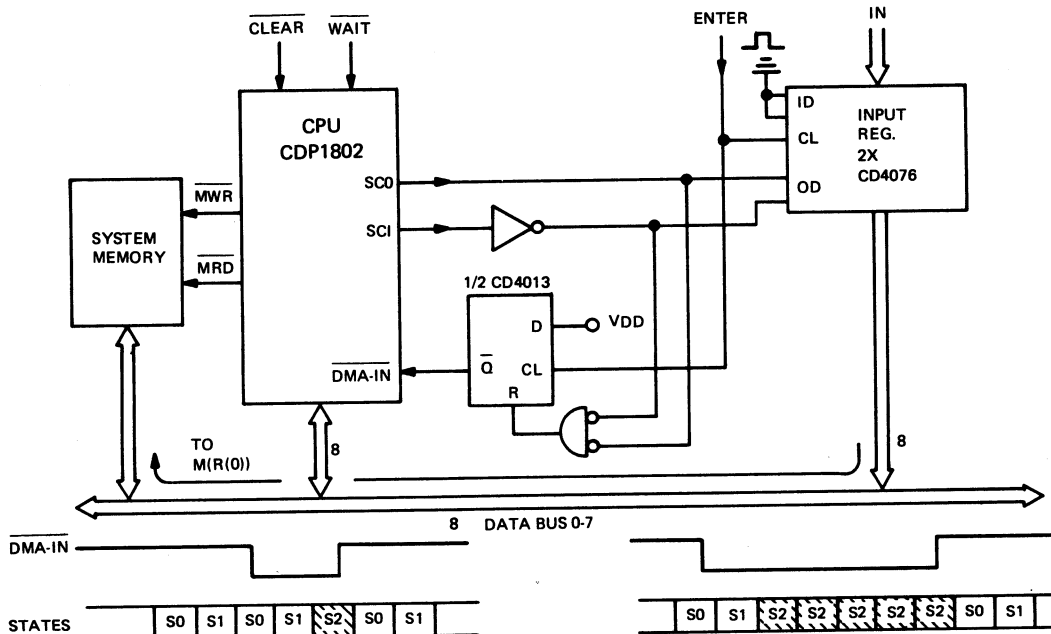 CLEAR WAIT
ENTER
IN
CPU
CDP1802
SC0
SCI
MWR
MRD
SYSTEM
MEMORY
DMA-IN
1/2 CD4013
D
VDD
Q
CL
R
ID
CL
OD
INPUT
REG.
2X
CD4076
TO
M(R(0))
8
8
8 DATA BUS 0-7
DMA-IN
STATES S0 S1 S0 S1 S2 S0 S1 S0 S1 S2 S2 S2 S2 S2 S0 S1